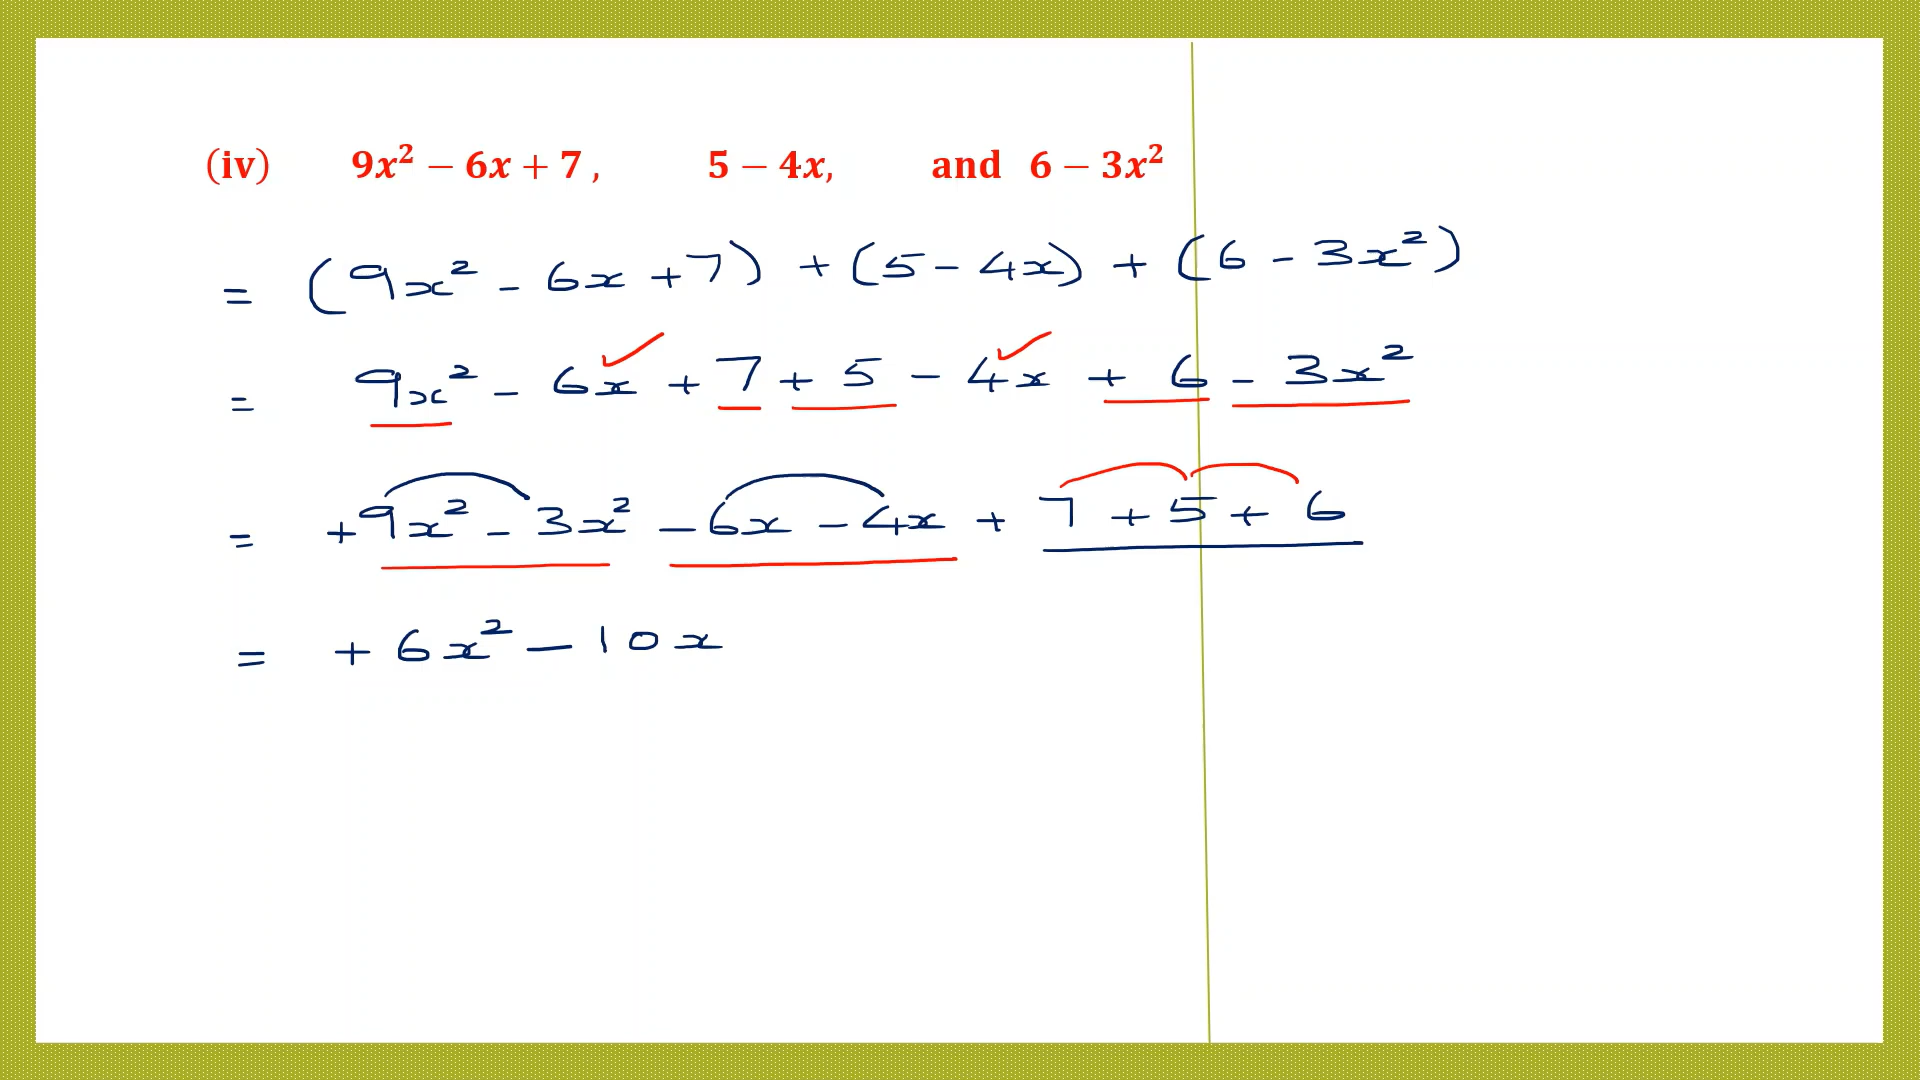 (iv) 9x² − 6x + 7 , 5 − 4x, and 6 − 3x²
= (9x² - 6x + 7) + (5 - 4x) + (6 - 3x²)
= 9x² - 6x + 7 + 5 - 4x + 6 - 3x²
= +9x² - 3x² - 6x - 4x + 7 + 5 + 6
= + 6x² - 10x